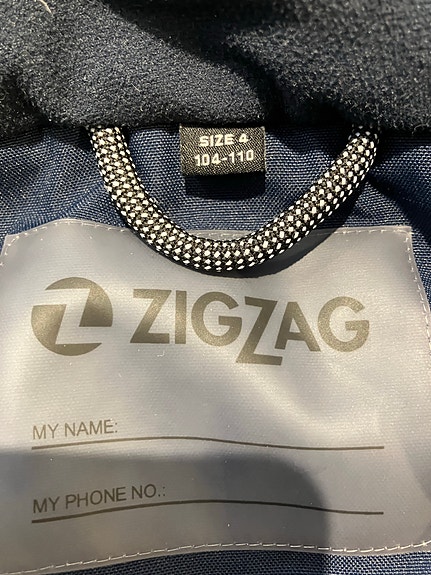 SIZE 4
104-110
ZIGZAG
MY NAME:
MY PHONE NO.: